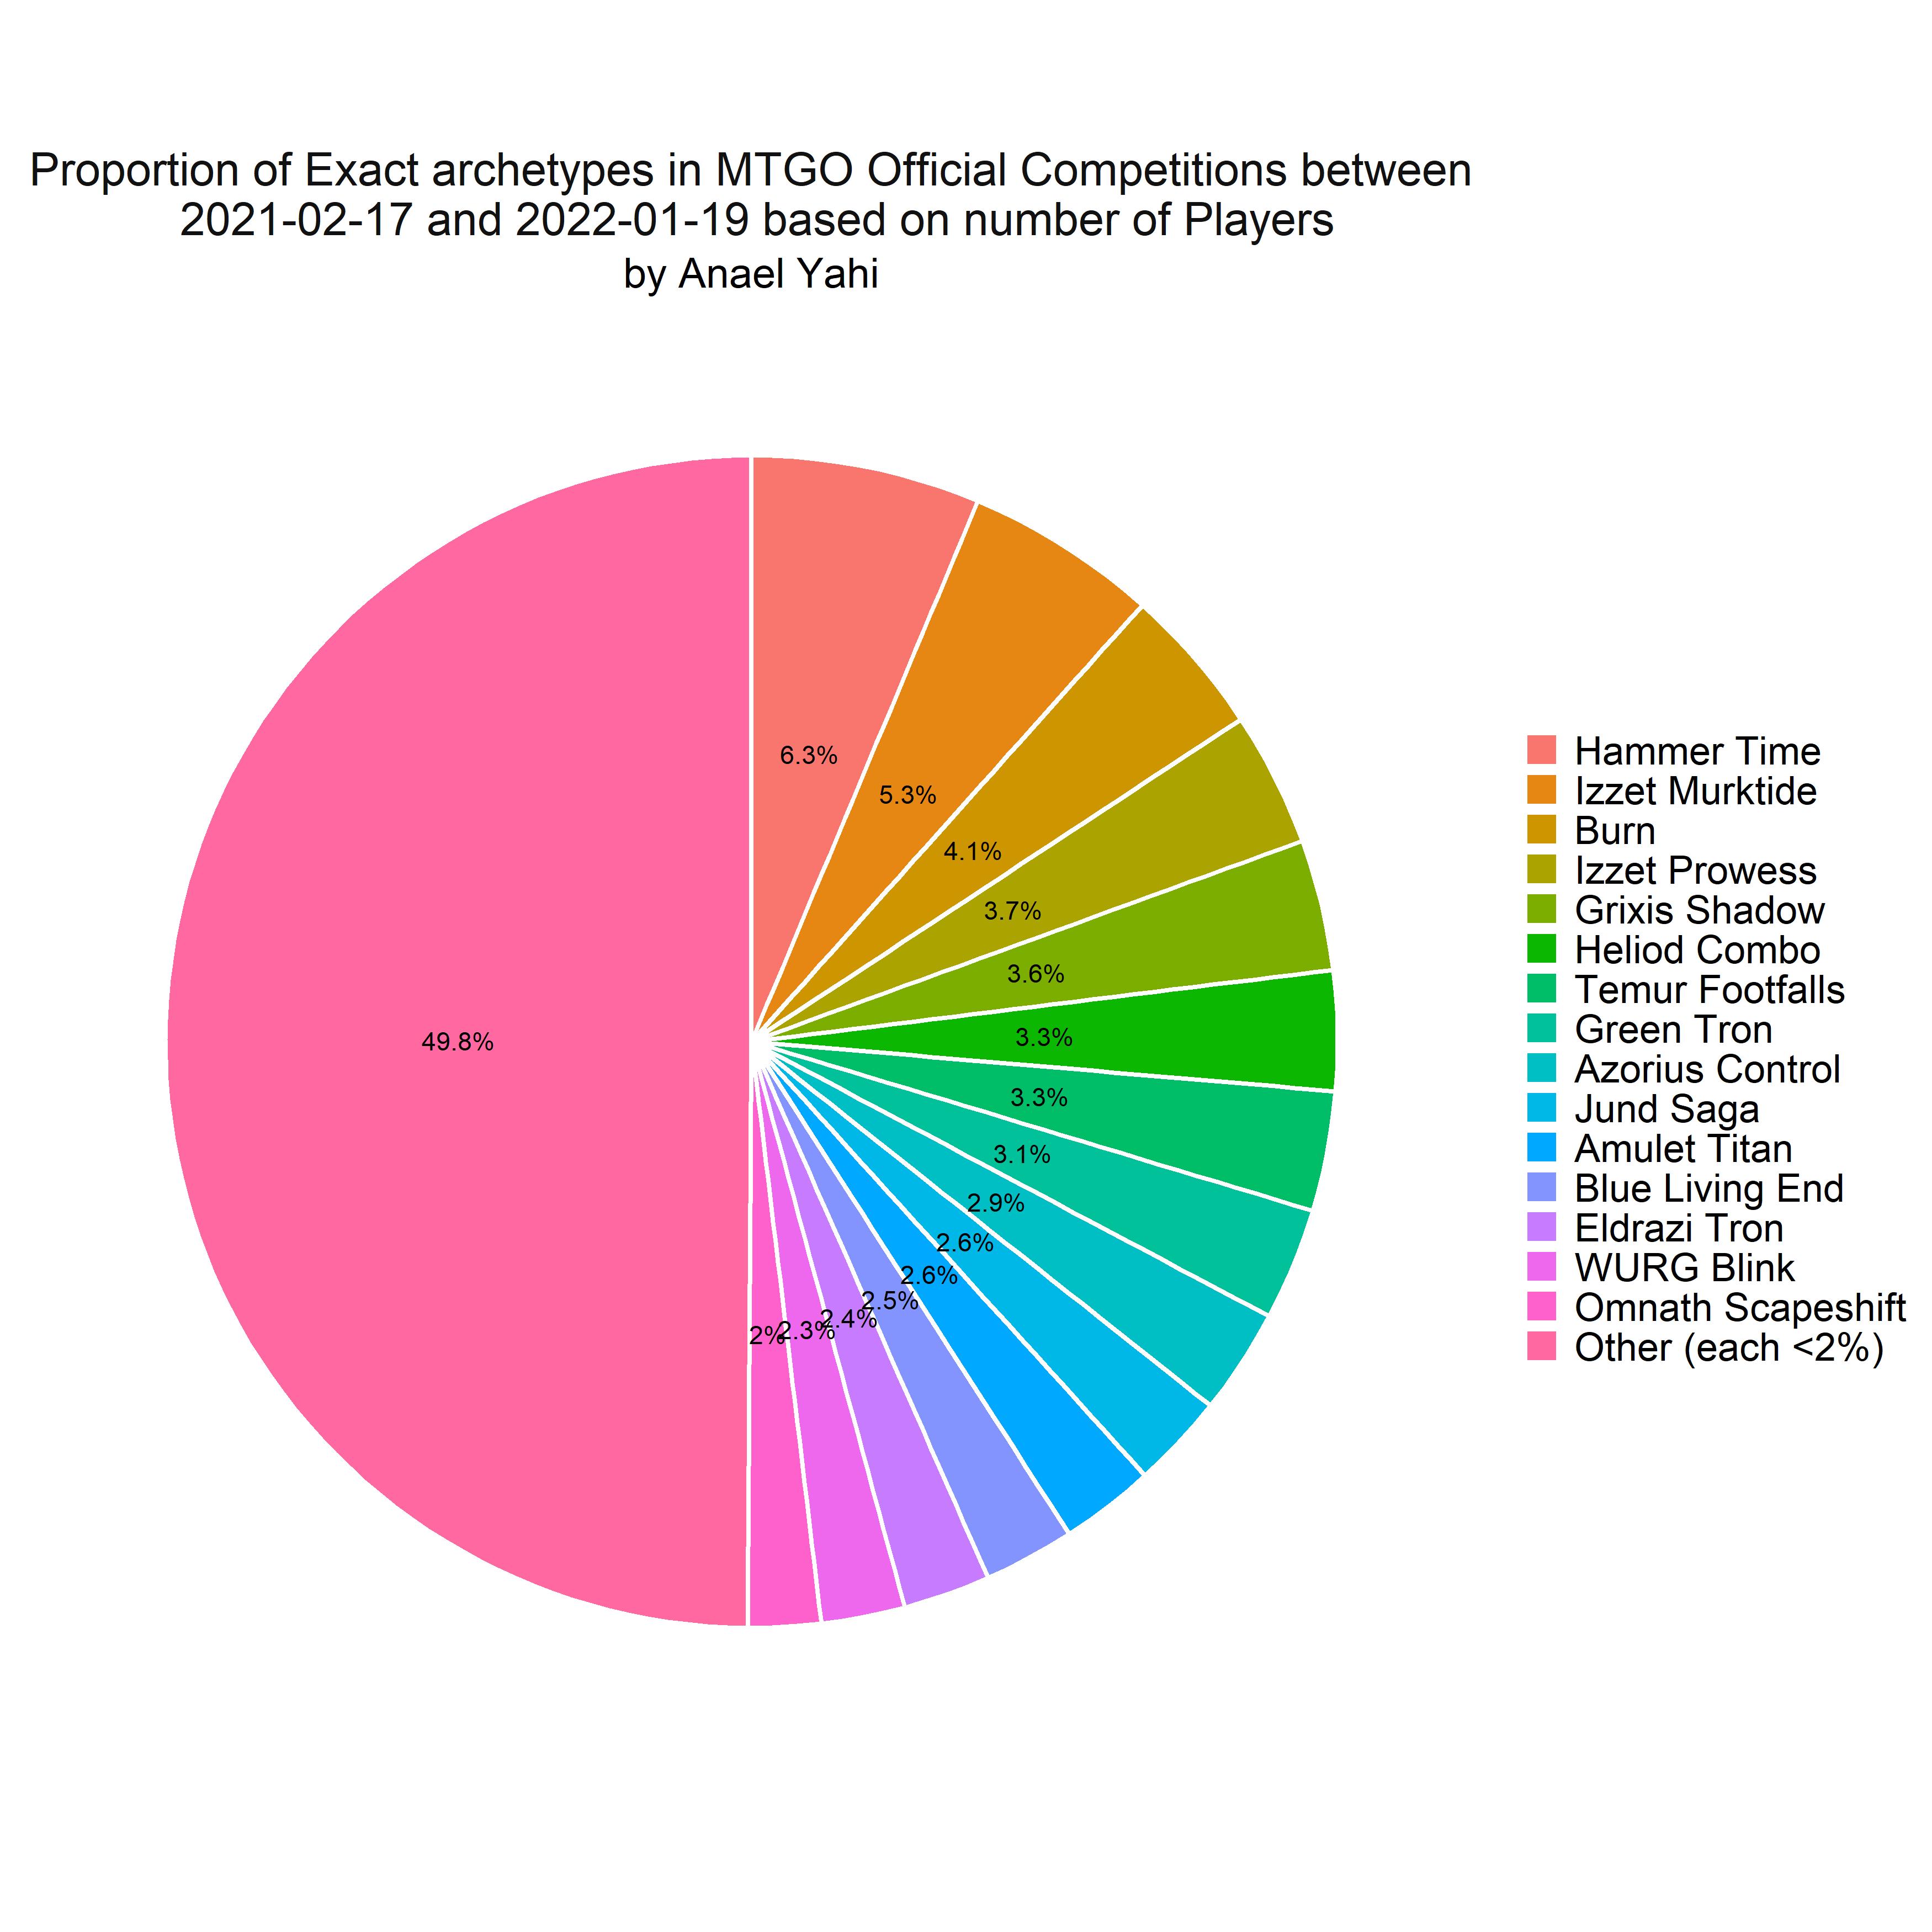 Proportion of Exact archetypes in MTGO Official Competitions between
2021-02-17 and 2022-01-19 based on number of Players
by Anael Yahi
6.3%
5.3%
4.1%
3.7%
3.6%
3.3%
3.3%
3.1%
2.9%
2.6%
2.6%
2.5%
2.4%
2.3%
2%
49.8%
Hammer Time
Izzet Murktide
Burn
Izzet Prowess
Grixis Shadow
Heliod Combo
Temur Footfalls
Green Tron
Azorius Control
Jund Saga
Amulet Titan
Blue Living End
Eldrazi Tron
WURG Blink
Omnath Scapeshift
Other (each <2%)